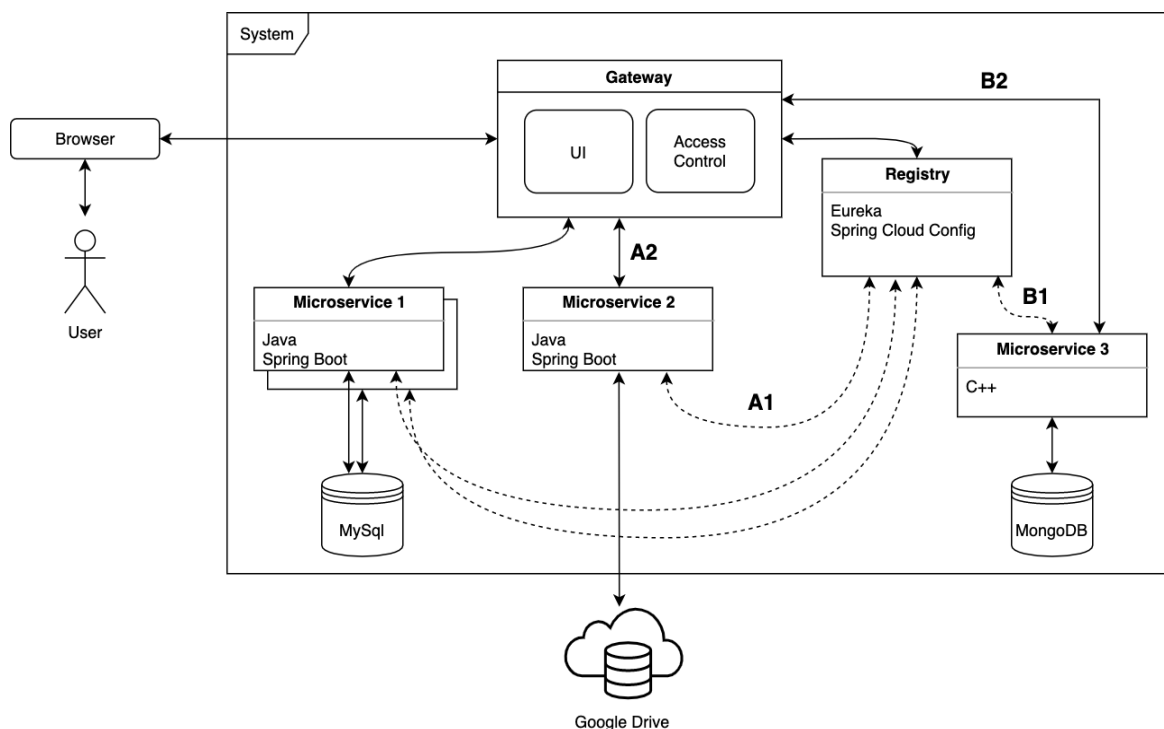 System
Gateway
B2
Browser
UI
Access
Control
Registry
Eureka
Spring Cloud Config
A2
User
Microservice 1
Java
Spring Boot
Microservice 2
Java
Spring Boot
B1
Microservice 3
C++
A1
MySql
MongoDB
Google Drive